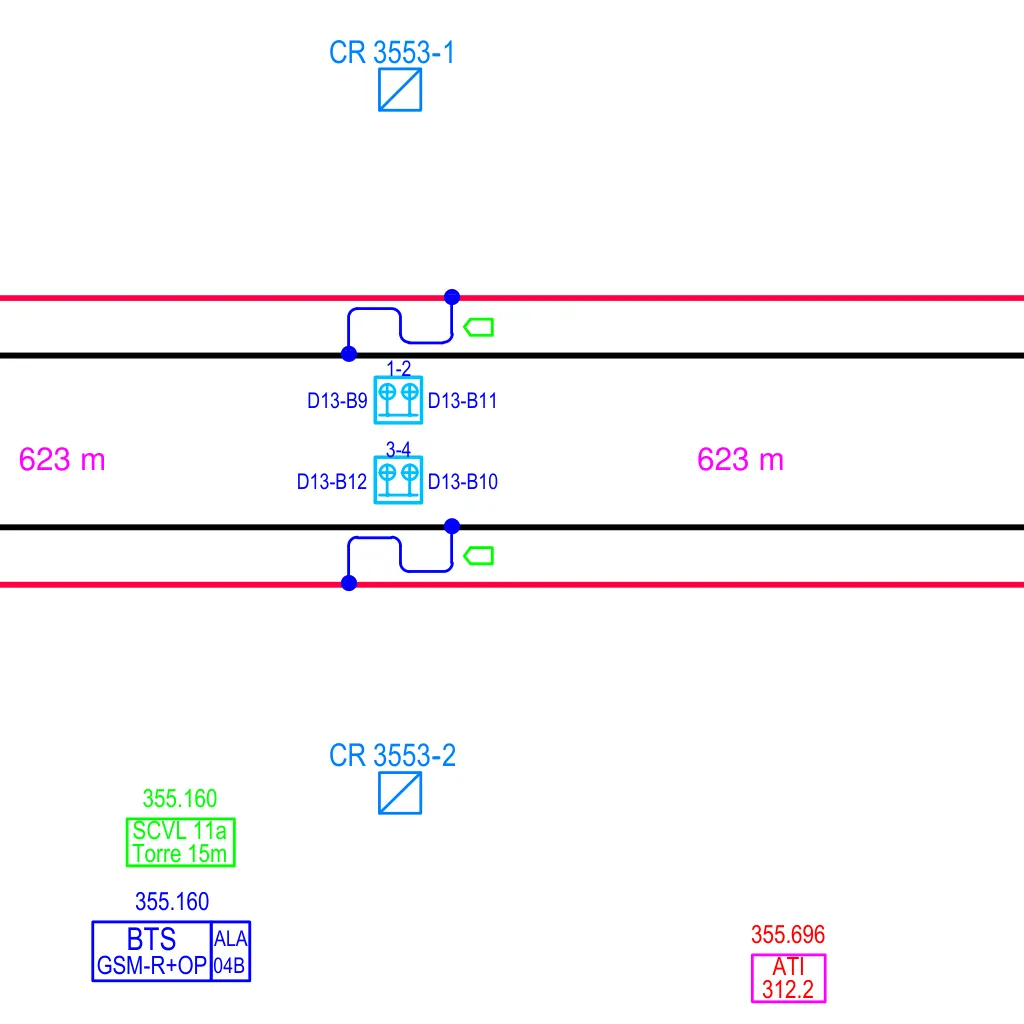 CR 3553-1
1-2
D13-B9
D13-B11
623 m
623 m
3-4
D13-B12
D13-B10
CR 3553-2
355.160
SCVL 11a
Torre 15m
355.160
BTS
GSM-R+OP
ALA
04B
355.696
ATI
312.2